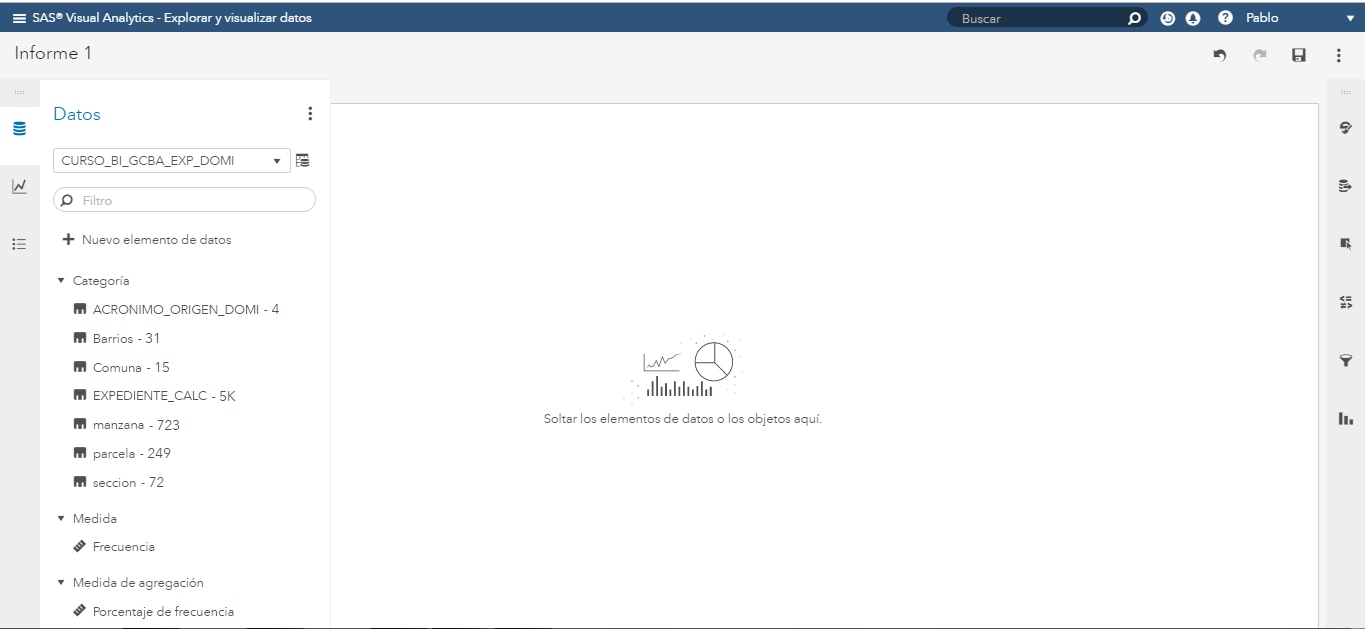 SAS® Visual Analytics - Explorar y visualizar datos
Buscar
Pablo
Informe 1
Datos
CURSO_BI_GCBA_EXP_DOMI
Filtro
Nuevo elemento de datos
Categoría
ACRONIMO_ORIGEN_DOMI - 4
Barrios - 31
Comuna - 15
EXPEDIENTE_CALC - 5K
manzana - 723
parcela - 249
seccion - 72
Medida
Frecuencia
Medida de agregación
Porcentaje de frecuencia
Soltar los elementos de datos o los objetos aquí.